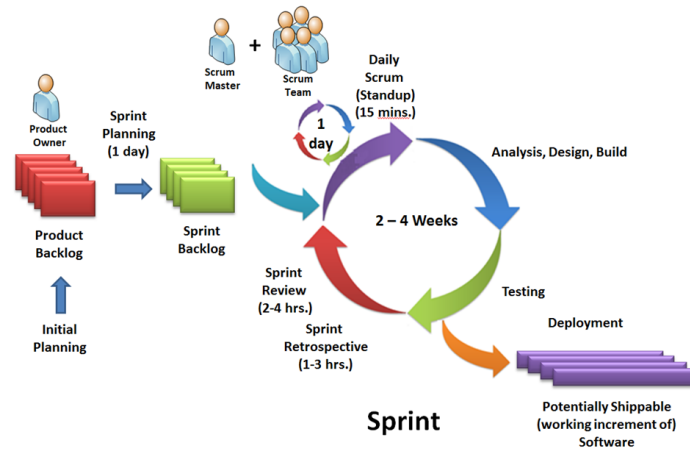 Scrum
Master
+
Scrum
Team
Daily
Scrum
(Standup)
(15 mins.)
Product
Owner
Sprint
Planning
(1 day)
1
day
Analysis, Design, Build
2 – 4 Weeks
Product
Backlog
Sprint
Backlog
Initial
Planning
Sprint
Review
(2-4 hrs.)
Sprint
Retrospective
(1-3 hrs.)
Testing
Deployment
Potentially Shippable
(working increment of)
Software
Sprint